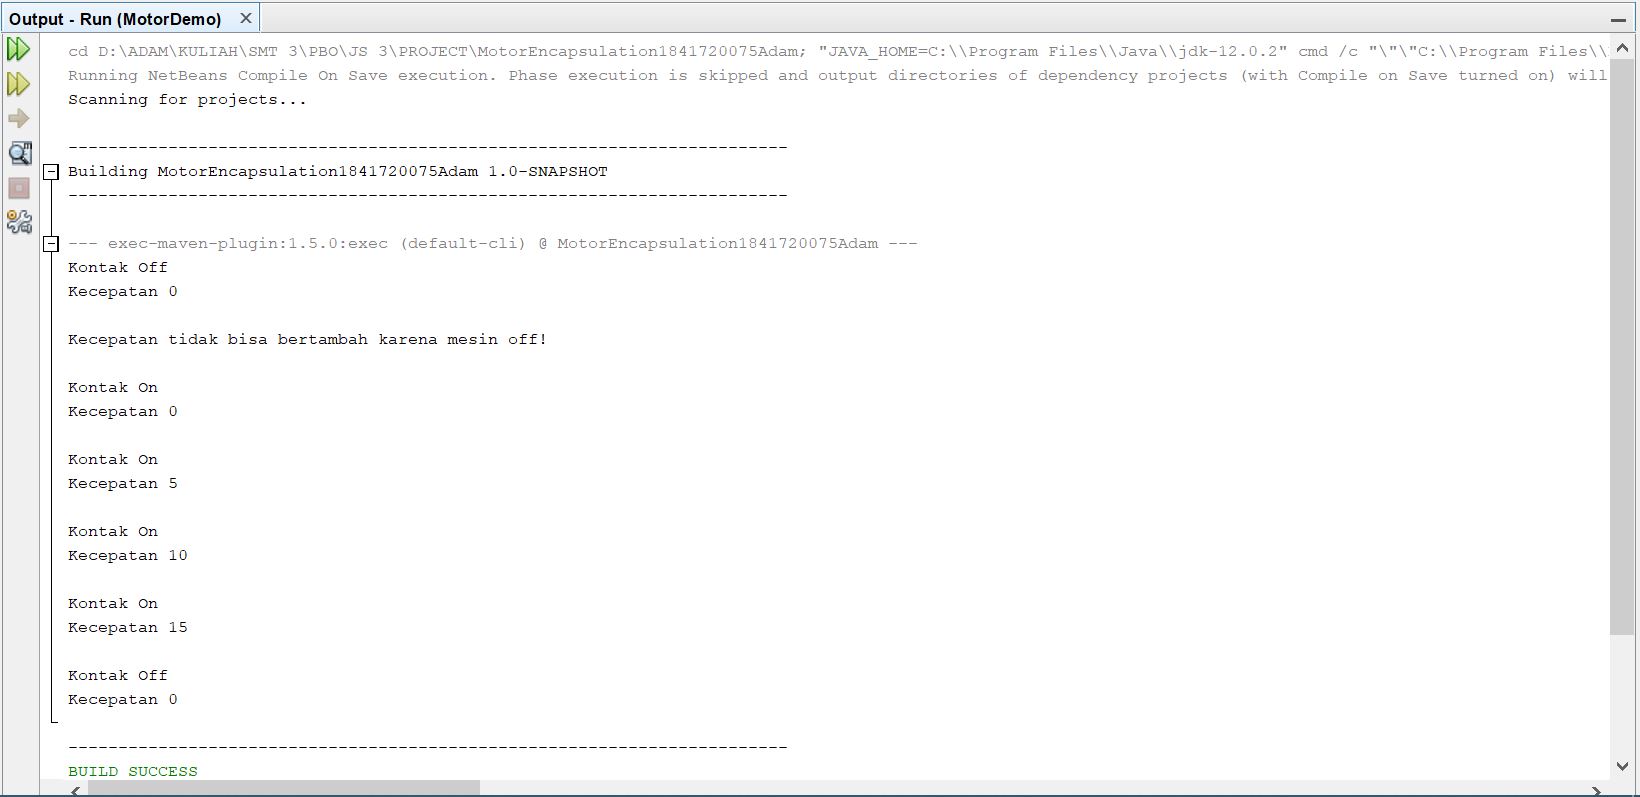 Output - Run (MotorDemo)
cd D:\ADAM\KULIAH\SMT 3\PBO\JS 3\PROJECT\MotorEncapsulation1841720075Adam; "JAVA_HOME=C:\\Program Files\\Java\\jdk-12.0.2" cmd /c "\"\"C:\\Program Files\\
Running NetBeans Compile On Save execution. Phase execution is skipped and output directories of dependency projects (with Compile on Save turned on) will
Scanning for projects...
------------------------------------------------------------------------
Building MotorEncapsulation1841720075Adam 1.0-SNAPSHOT
------------------------------------------------------------------------
--- exec-maven-plugin:1.5.0:exec (default-cli) @ MotorEncapsulation1841720075Adam ---
Kontak Off
Kecepatan 0
Kecepatan tidak bisa bertambah karena mesin off!
Kontak On
Kecepatan 0
Kontak On
Kecepatan 5
Kontak On
Kecepatan 10
Kontak On
Kecepatan 15
Kontak Off
Kecepatan 0
------------------------------------------------------------------------
BUILD SUCCESS